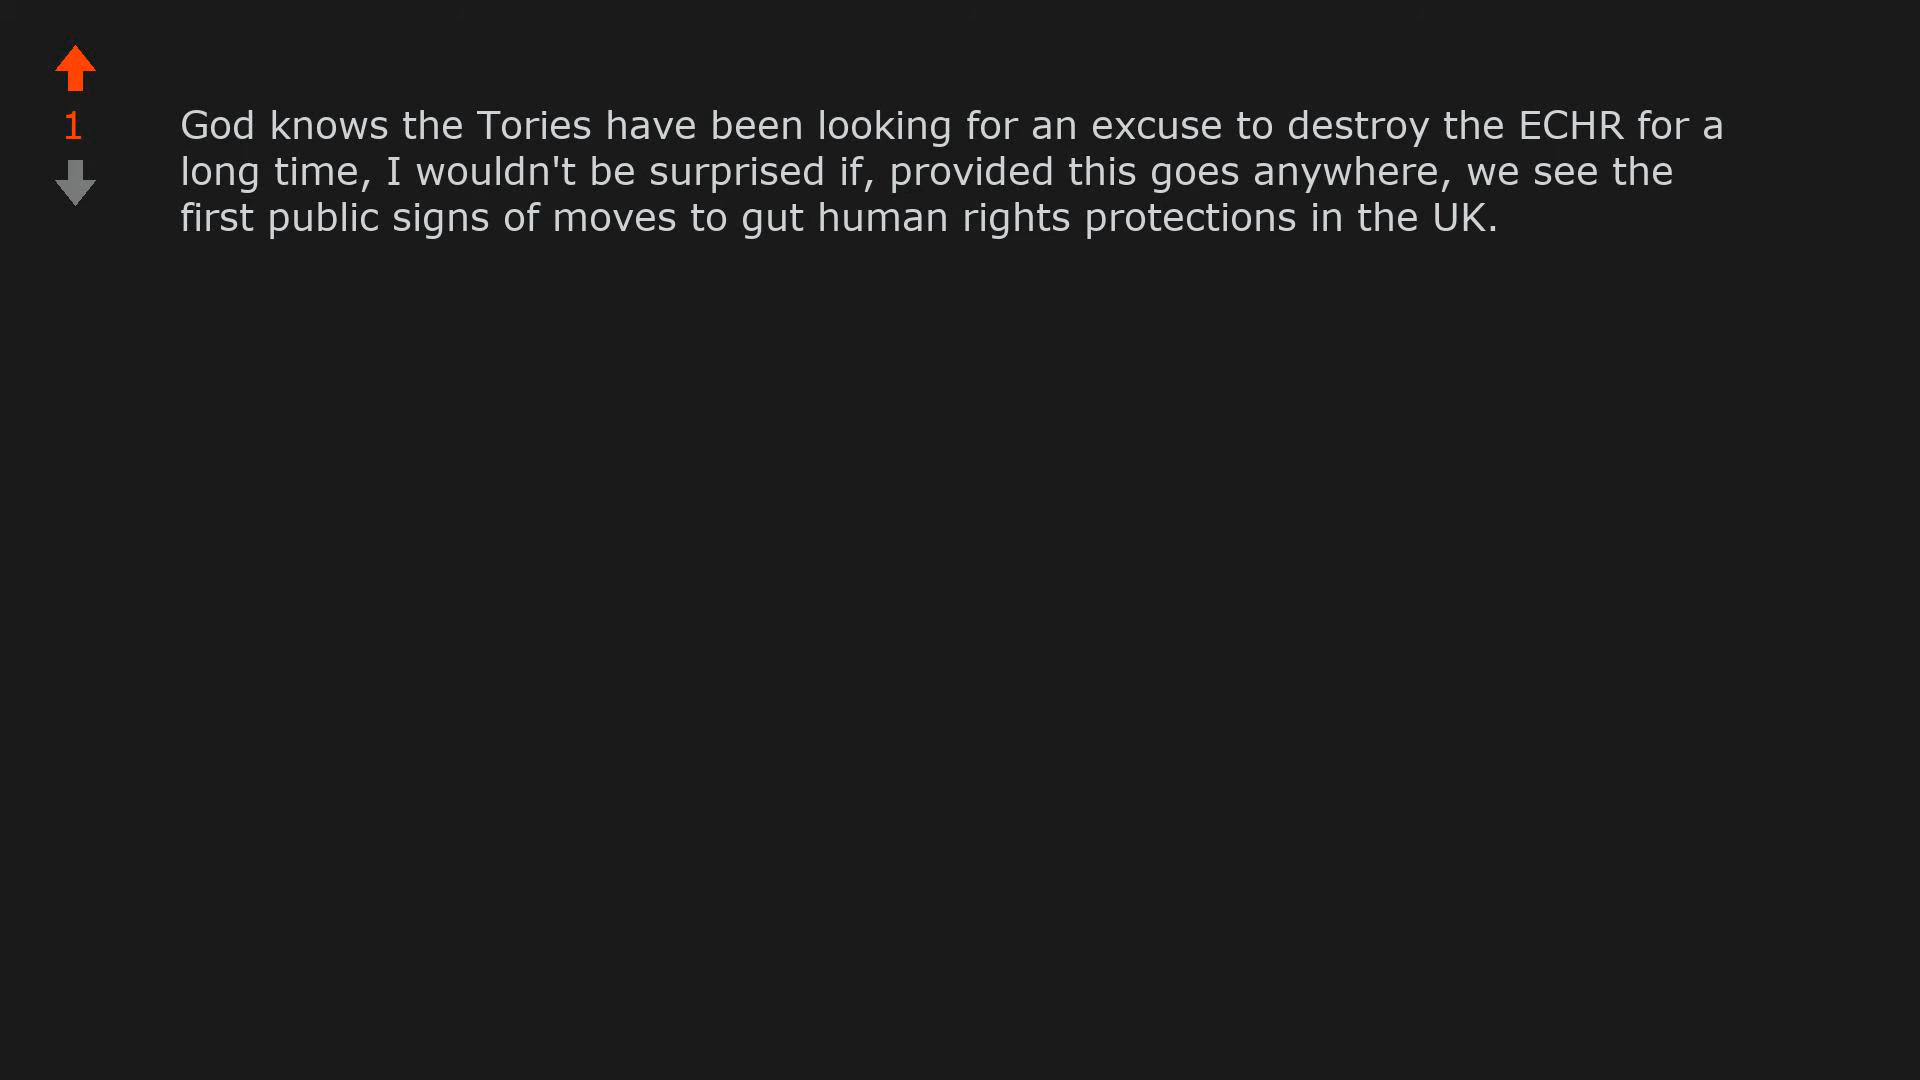 1
God knows the Tories have been looking for an excuse to destroy the ECHR for a
long time, I wouldn't be surprised if, provided this goes anywhere, we see the
first public signs of moves to gut human rights protections in the UK.